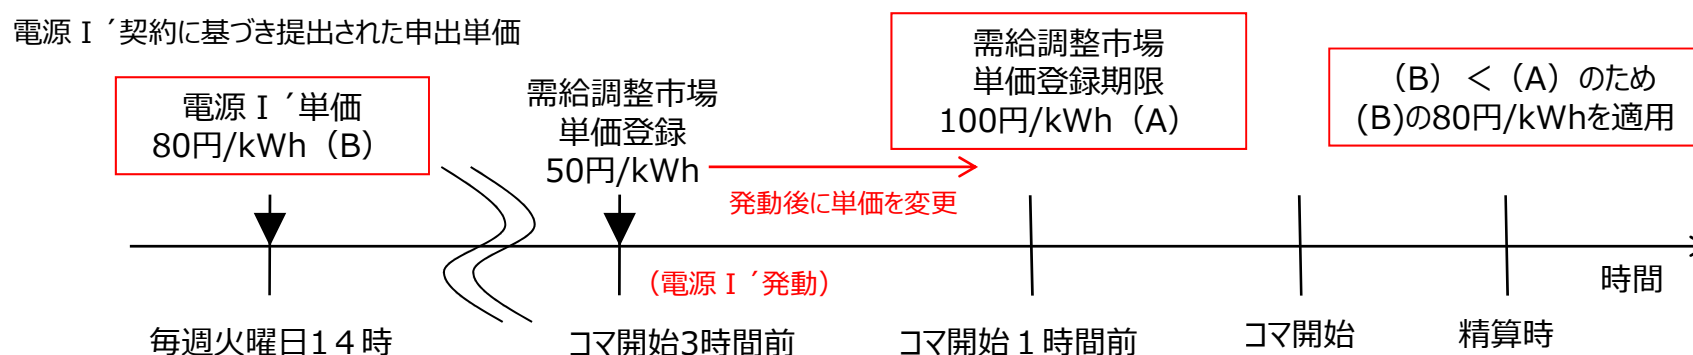 電源Ⅰ´契約に基づき提出された申出単価
電源Ⅰ´単価
80円/kWh（B）
需給調整市場
単価登録
50円/kWh
発動後に単価を変更
需給調整市場
単価登録期限
100円/kWh（A）
（B）＜（A）のため
(B)の80円/kWhを適用
（電源Ⅰ´発動）
時間
毎週火曜日1４時
コマ開始3時間前
コマ開始１時間前
コマ開始
精算時